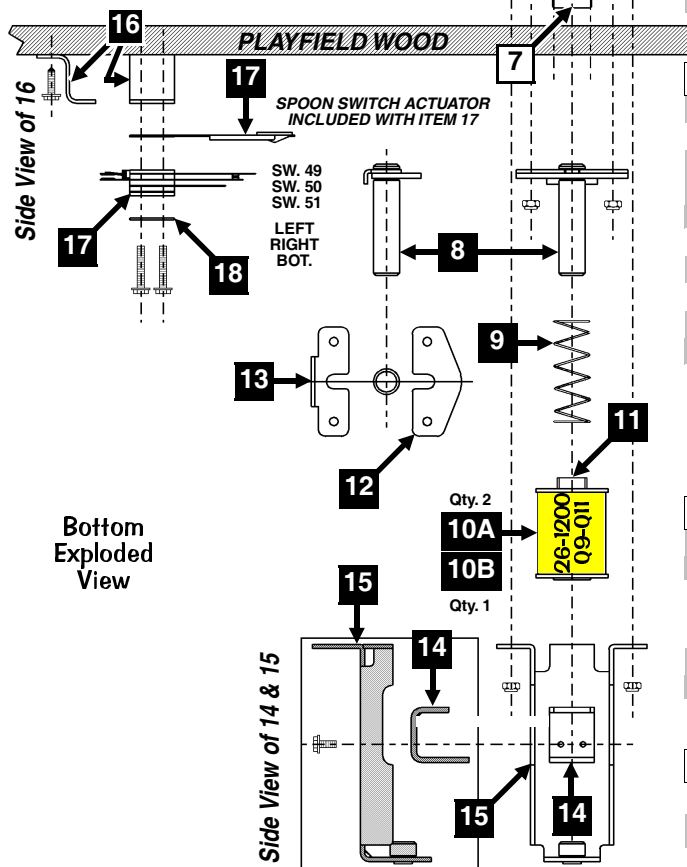 16
PLAYFIELD WOOD
7
Side View of 16
17
SPOON SWITCH ACTUATOR
INCLUDED WITH ITEM 17
SW. 49
SW. 50
SW. 51
LEFT
RIGHT
BOT.
17
18
8
9
13
12
11
Qty. 2
10A
10B
Qty. 1
26-1200
Q9-Q11
Bottom
Exploded
View
15
14
Side View of 14 & 15
15
14